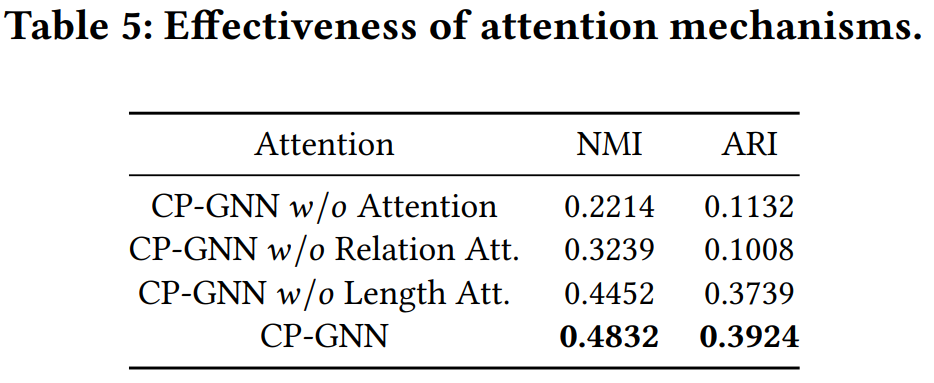 Table 5: Effectiveness of attention mechanisms.
Attention NMI ARI
CP-GNN w/o Attention 0.2214 0.1132
CP-GNN w/o Relation Att. 0.3239 0.1008
CP-GNN w/o Length Att. 0.4452 0.3739
CP-GNN 0.4832 0.3924